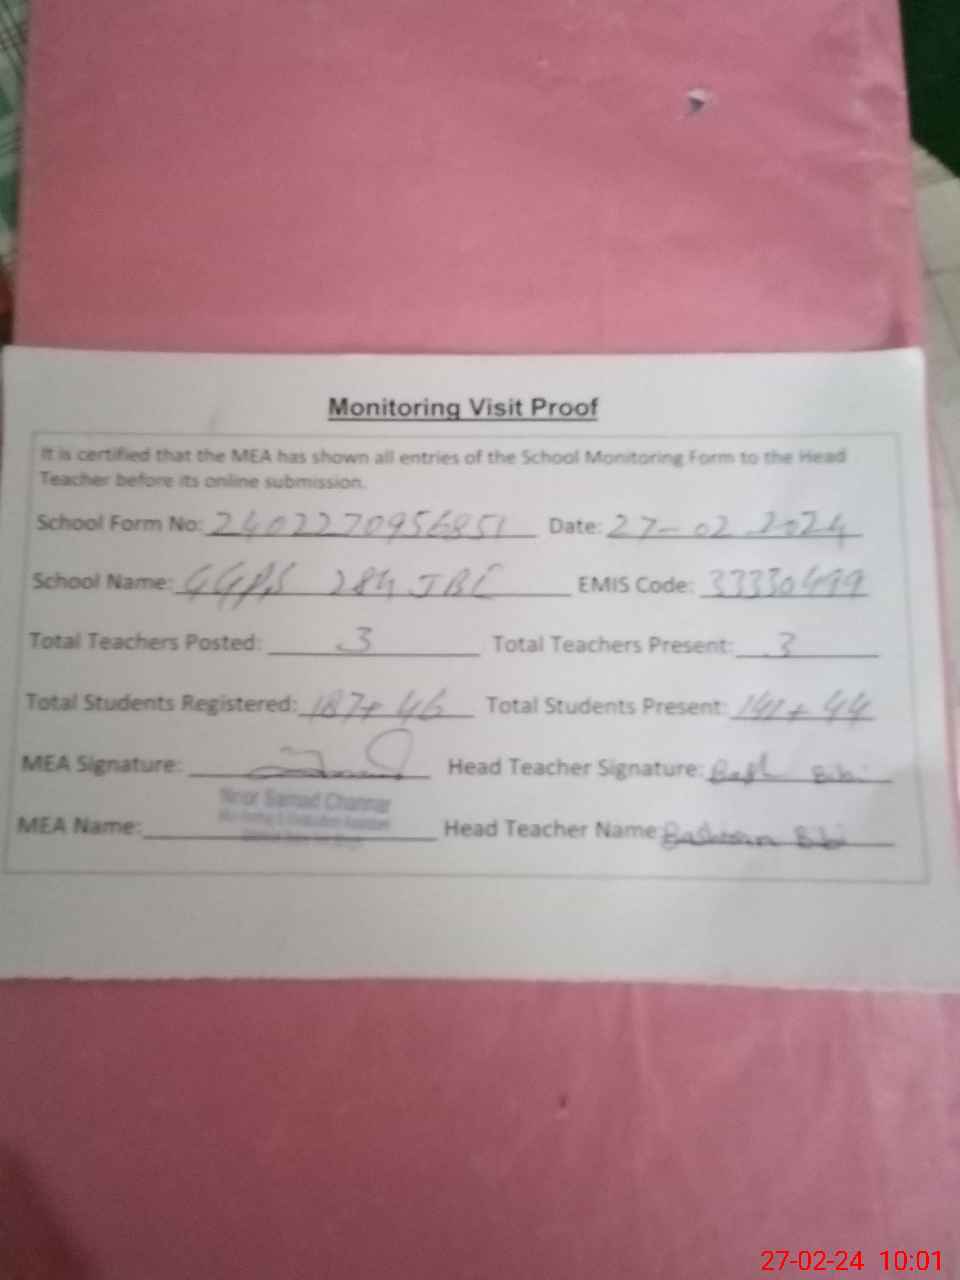 Monitoring Visit Proof
It is certified that the MEA has shown all entries of the School Monitoring Form to the Head
Teacher before its online submission.
School Form No: 2402270956851 Date: 27-02-2024
School Name: GGPS 284 JBC EMIS Code: 33330499
Total Teachers Posted: 3 Total Teachers Present: 3
Total Students Registered: 187+46 Total Students Present: 141+44
MEA Signature: Head Teacher Signature: Bibi
MEA Name: Head Teacher Name: Bibi
27-02-24 10:01